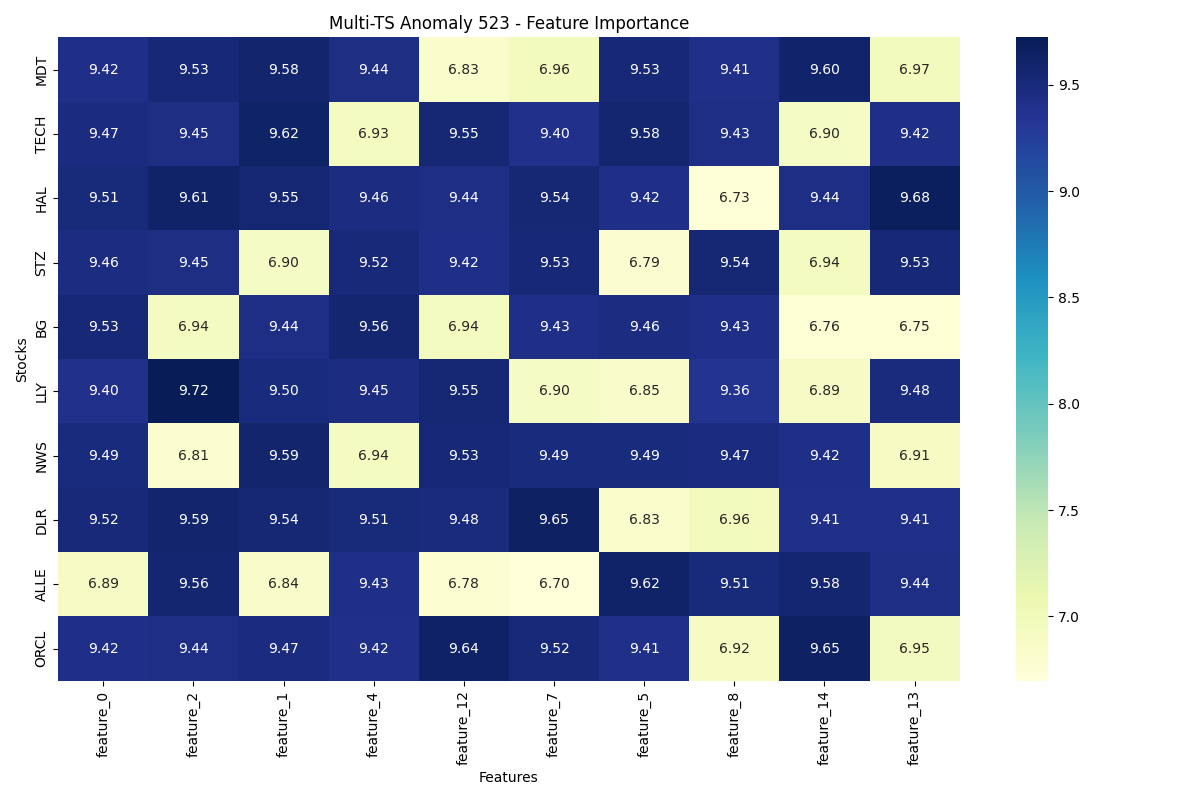 Multi-TS Anomaly 523 - Feature Importance
Stocks
MDT 9.42 9.53 9.58 9.44 6.83 6.96 9.53 9.41 9.60 6.97
TECH 9.47 9.45 9.62 6.93 9.55 9.40 9.58 9.43 6.90 9.42
HAL 9.51 9.61 9.55 9.46 9.44 9.54 9.42 6.73 9.44 9.68
STZ 9.46 9.45 6.90 9.52 9.42 9.53 6.79 9.54 6.94 9.53
BG 9.53 6.94 9.44 9.56 6.94 9.43 9.46 9.43 6.76 6.75
LLY 9.40 9.72 9.50 9.45 9.55 6.90 6.85 9.36 6.89 9.48
NWS 9.49 6.81 9.59 6.94 9.53 9.49 9.49 9.47 9.42 6.91
DLR 9.52 9.59 9.54 9.51 9.48 9.65 6.83 6.96 9.41 9.41
ALLE 6.89 9.56 6.84 9.43 6.78 6.70 9.62 9.51 9.58 9.44
ORCL 9.42 9.44 9.47 9.42 9.64 9.52 9.41 6.92 9.65 6.95
feature_0 feature_2 feature_1 feature_4 feature_12 feature_7 feature_5 feature_8 feature_14 feature_13
Features
9.5
9.0
8.5
8.0
7.5
7.0